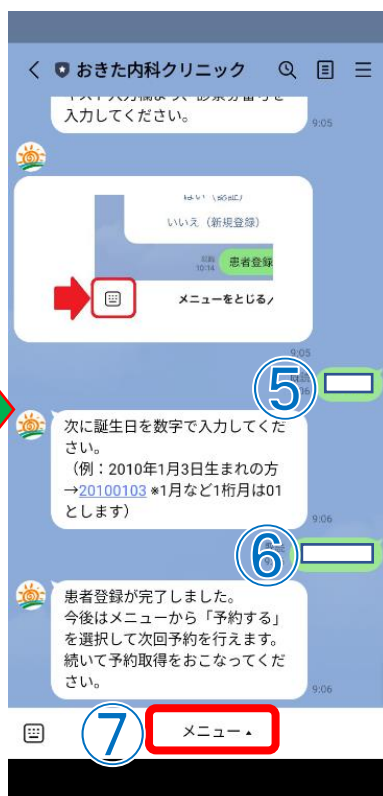 おきた内科クリニック
入力してください。
9:05
いいえ（新規登録）
10:14
患者登録
メニューをとじる
9:05
⑤
次に誕生日を数字で入力してくだ
さい。
（例：2010年1月3日生まれの方
→20100103 *1月など1桁月は01
とします）
9:06
⑥
患者登録が完了しました。
今後はメニューから「予約する」
を選択して次回予約を行えます。
続いて予約取得をおこなってくだ
さい。
9:06
⑦
メニュー▲